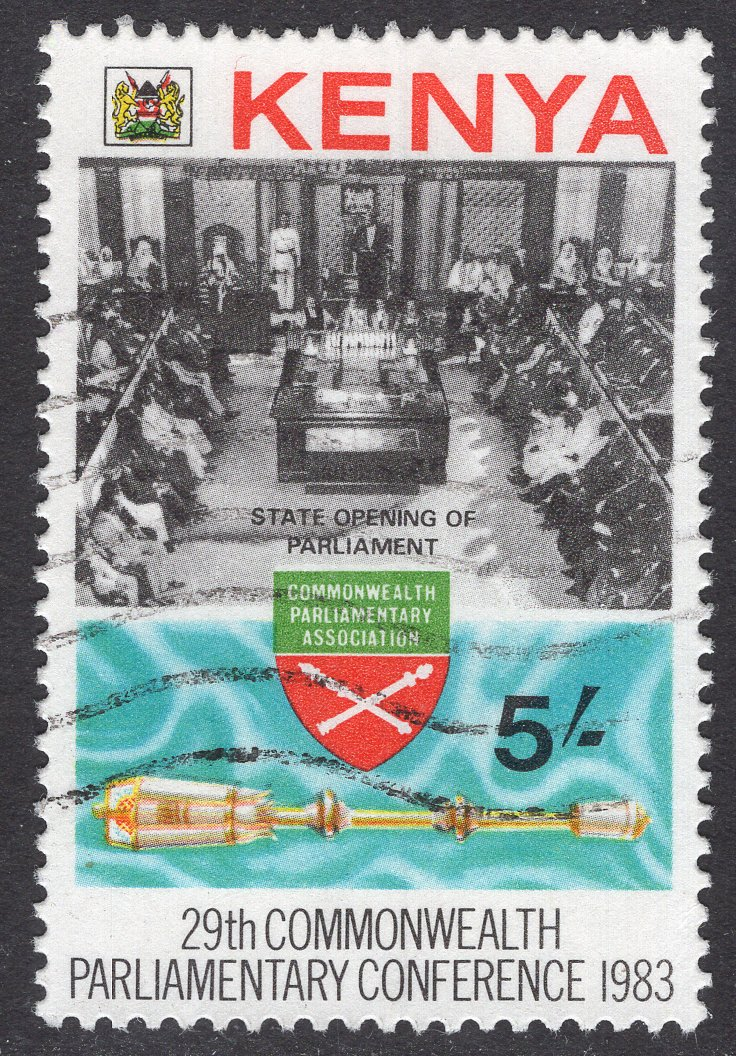 KENYA
STATE OPENING OF
PARLIAMENT
COMMONWEALTH
PARLIAMENTARY
ASSOCIATION
5/-
29th COMMONWEALTH
PARLIAMENTARY CONFERENCE 1983